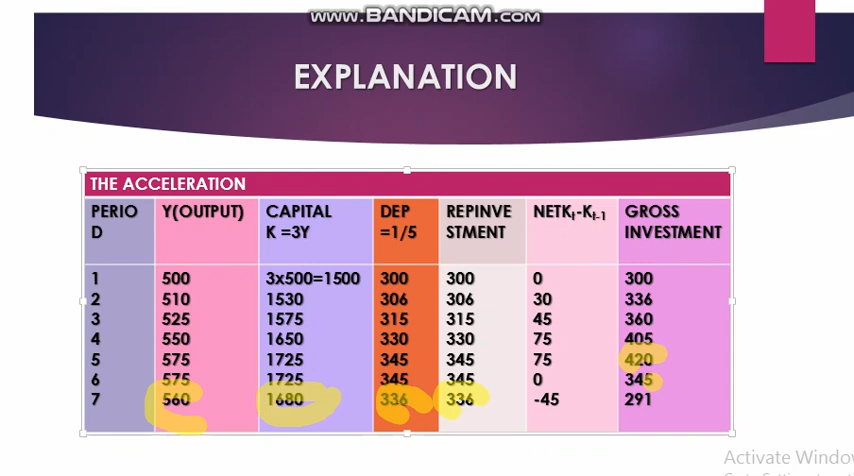 www.BANDICAM.com
EXPLANATION
THE ACCELERATION
PERIO
D
Y(OUTPUT)
CAPITAL
K =3Y
DEP
=1/5
REPINVE
STMENT
NETKt-Kt-1
GROSS
INVESTMENT
1 500 3x500=1500 300 300 0 300
2 510 1530 306 306 30 336
3 525 1575 315 315 45 360
4 550 1650 330 330 75 405
5 575 1725 345 345 75 420
6 575 1725 345 345 0 345
7 560 1680 336 336 -45 291
Activate Window